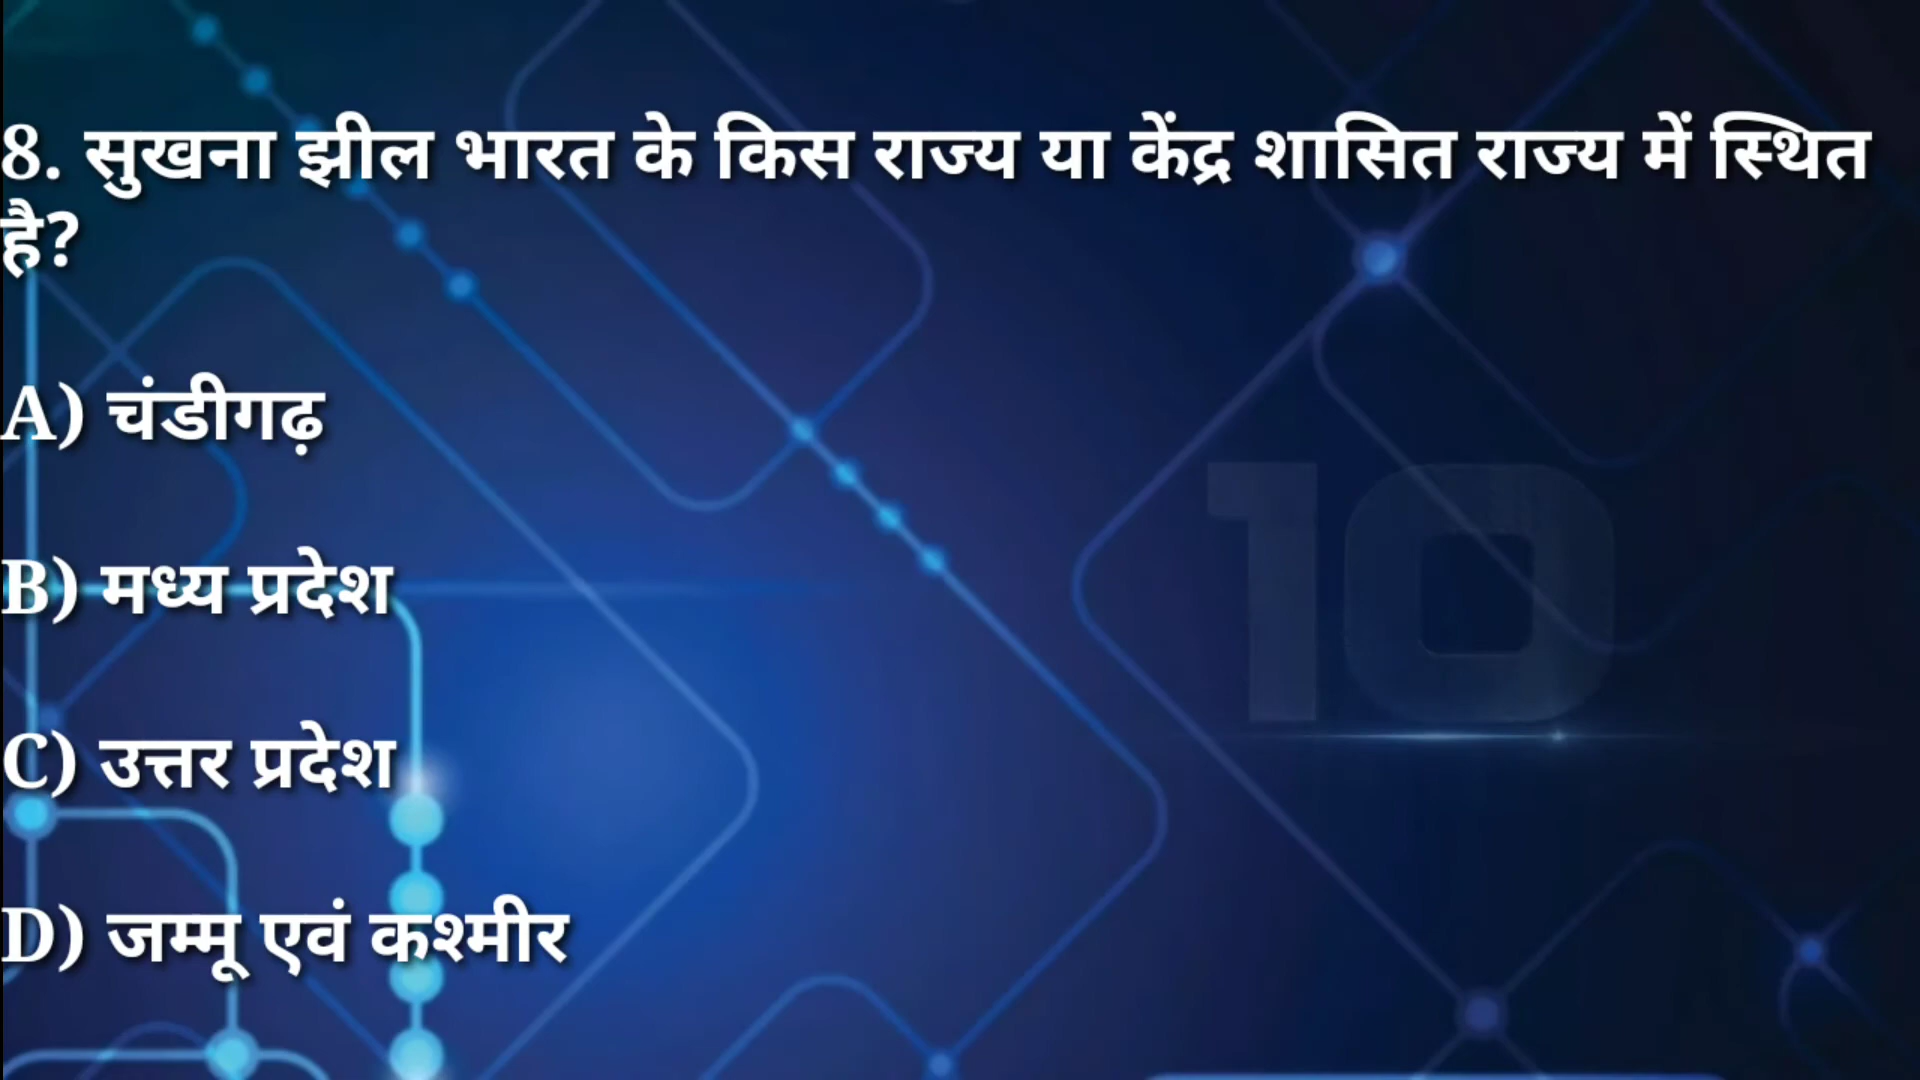 8. सुखना झील भारत के किस राज्य या केंद्र शासित राज्य में स्थित
है?
A) चंडीगढ़
B) मध्य प्रदेश
C) उत्तर प्रदेश
D) जम्मू एवं कश्मीर
10